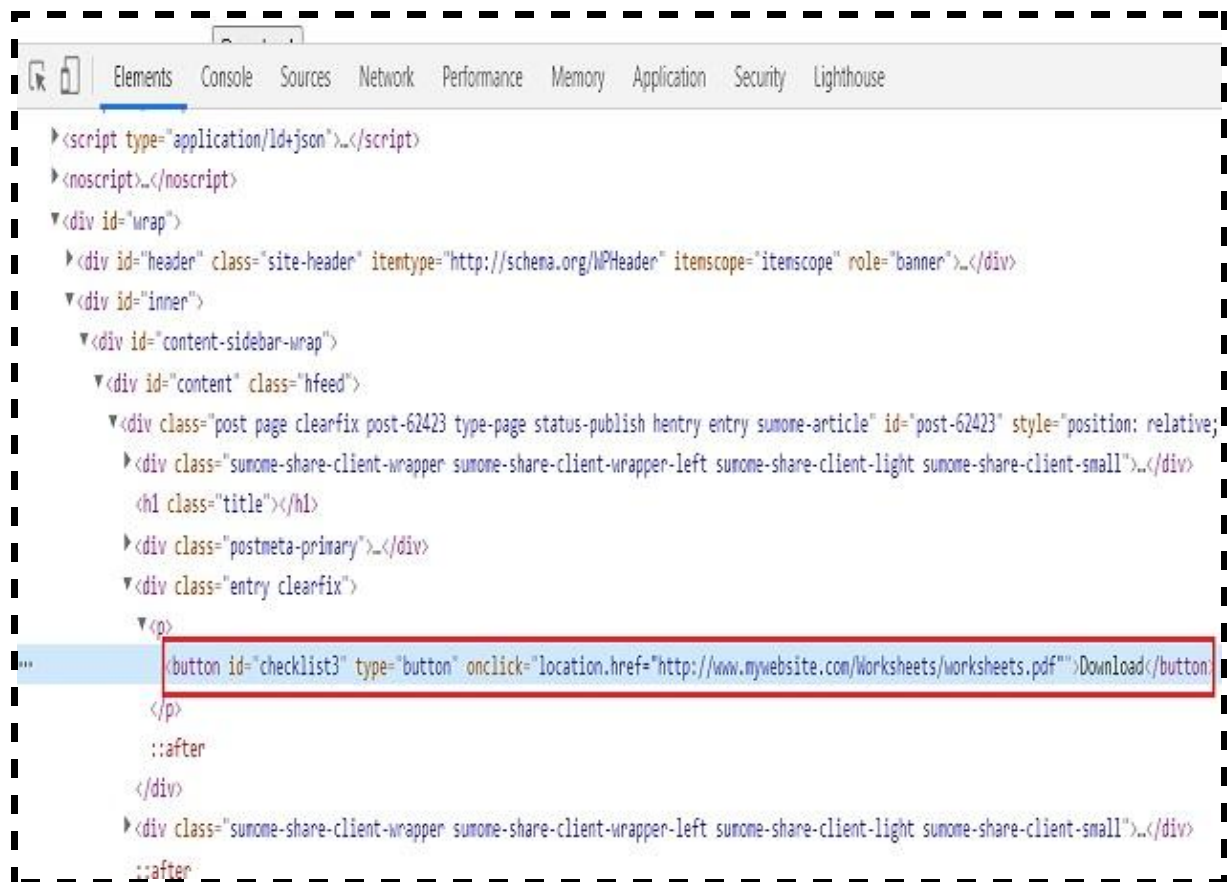 Elements Console Sources Network Performance Memory Application Security Lighthouse
<script type="application/ld+json">…</script>
<noscript>…</noscript>
<div id="wrap">
<div id="header" class="site-header" itemtype="http://schema.org/WPHeader" itemscope="itemscope" role="banner">…</div>
<div id="inner">
<div id="content-sidebar-wrap">
<div id="content" class="hfeed">
<div class="post page clearfix post-62423 type-page status-publish hentry entry sumome-article" id="post-62423" style="position: relative;
<div class="sumome-share-client-wrapper sumome-share-client-wrapper-left sumome-share-client-light sumome-share-client-small">…</div>
<h1 class="title"></h1>
<div class="postmeta-primary">…</div>
<div class="entry clearfix">
<p>
<button id="checklist3" type="button" onclick="location.href="http://www.mywebsite.com/Worksheets/worksheets.pdf"">Download</button>
</p>
::after
</div>
<div class="sumome-share-client-wrapper sumome-share-client-wrapper-left sumome-share-client-light sumome-share-client-small">…</div>
::after